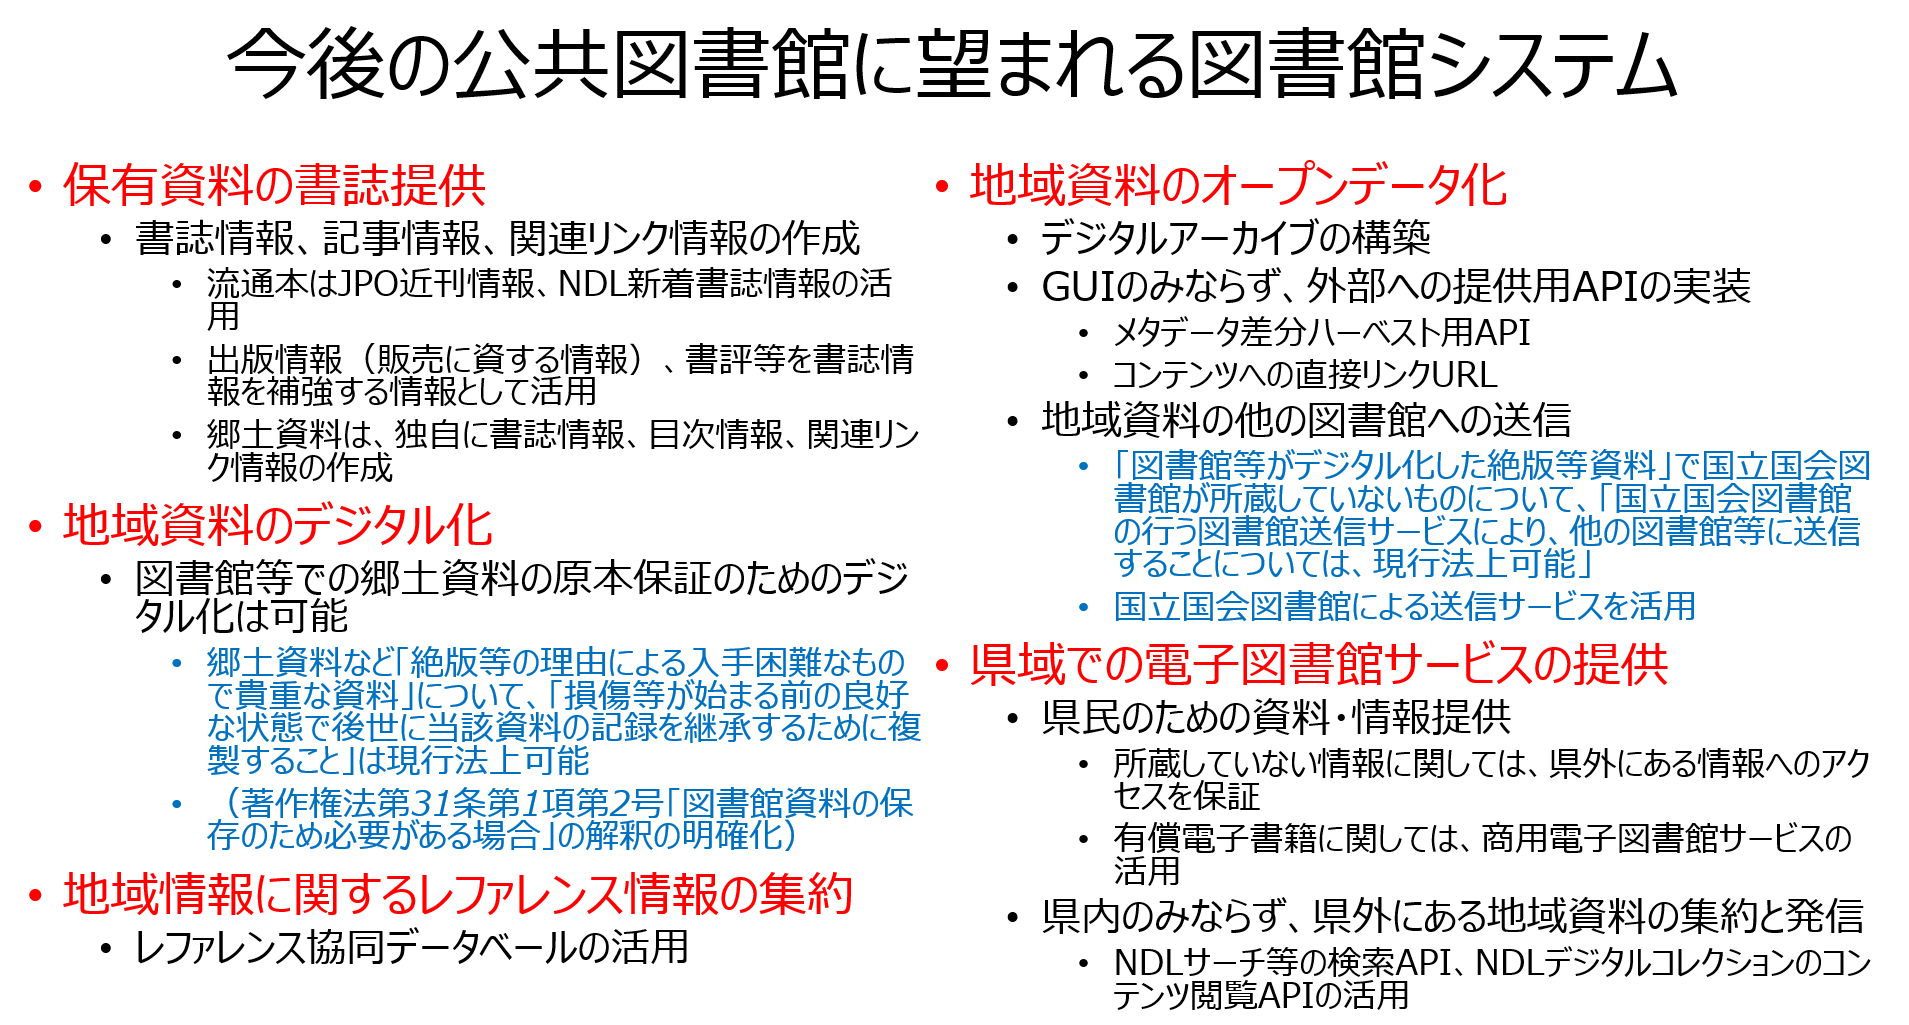 今後の公共図書館に望まれる図書館システム
• 保有資料の書誌提供
• 書誌情報、記事情報、関連リンク情報の作成
• 流通本はJPO近刊情報、NDL新着書誌情報の活
用
• 出版情報（販売に資する情報）、書評等を書誌情
報を補強する情報として活用
• 郷土資料は、独自に書誌情報、目次情報、関連リン
ク情報の作成
• 地域資料のデジタル化
• 図書館等での郷土資料の原本保証のためのデジ
タル化は可能
• 郷土資料など「絶版等の理由による入手困難なもの
で貴重な資料」について、「損傷等が始まる前の良好
な状態で後世に当該資料の記録を継承するために複
製すること」は現行法上可能
• （著作権法第31条第1項第2号「図書館資料の保
存のため必要がある場合」の解釈の明確化）
• 地域情報に関するレファレンス情報の集約
• レファレンス協同データベールの活用
• 地域資料のオープンデータ化
• デジタルアーカイブの構築
• GUIのみならず、外部への提供用APIの実装
• メタデータ差分ハーベスト用API
• コンテンツへの直接リンクURL
• 地域資料の他の図書館への送信
• 「図書館等がデジタル化した絶版等資料」で国立国会図
書館が所蔵していないものについて、「国立国会図書館
の行う図書館送信サービスにより、他の図書館等に送信
することについては、現行法上可能」
• 国立国会図書館による送信サービスを活用
• 県域での電子図書館サービスの提供
• 県民のための資料・情報提供
• 所蔵していない情報に関しては、県外にある情報へのアク
セスを保証
• 有償電子書籍に関しては、商用電子図書館サービスの
活用
• 県内のみならず、県外にある地域資料の集約と発信
• NDLサーチ等の検索API、NDLデジタルコレクションのコン
テンツ閲覧APIの活用